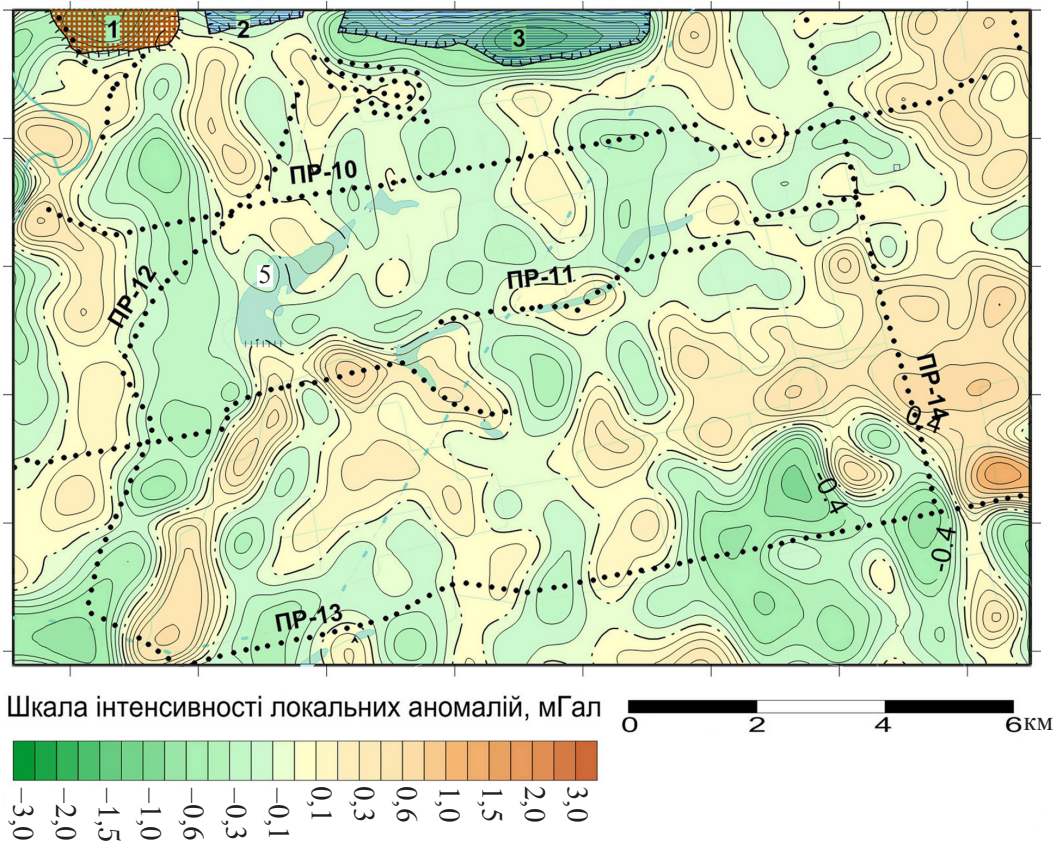 1
2
3
ПР-10
5
ПР-11
ПР-12
ПР-14
0,4
-0,4
-0,4
ПР-13
Шкала інтенсивності локальних аномалій, мГал
0 2 4 6 км
−3,0 −2,0 −1,5 −1,0 −0,6 −0,3 −0,1 0,1 0,3 0,6 1,0 1,5 2,0 3,0